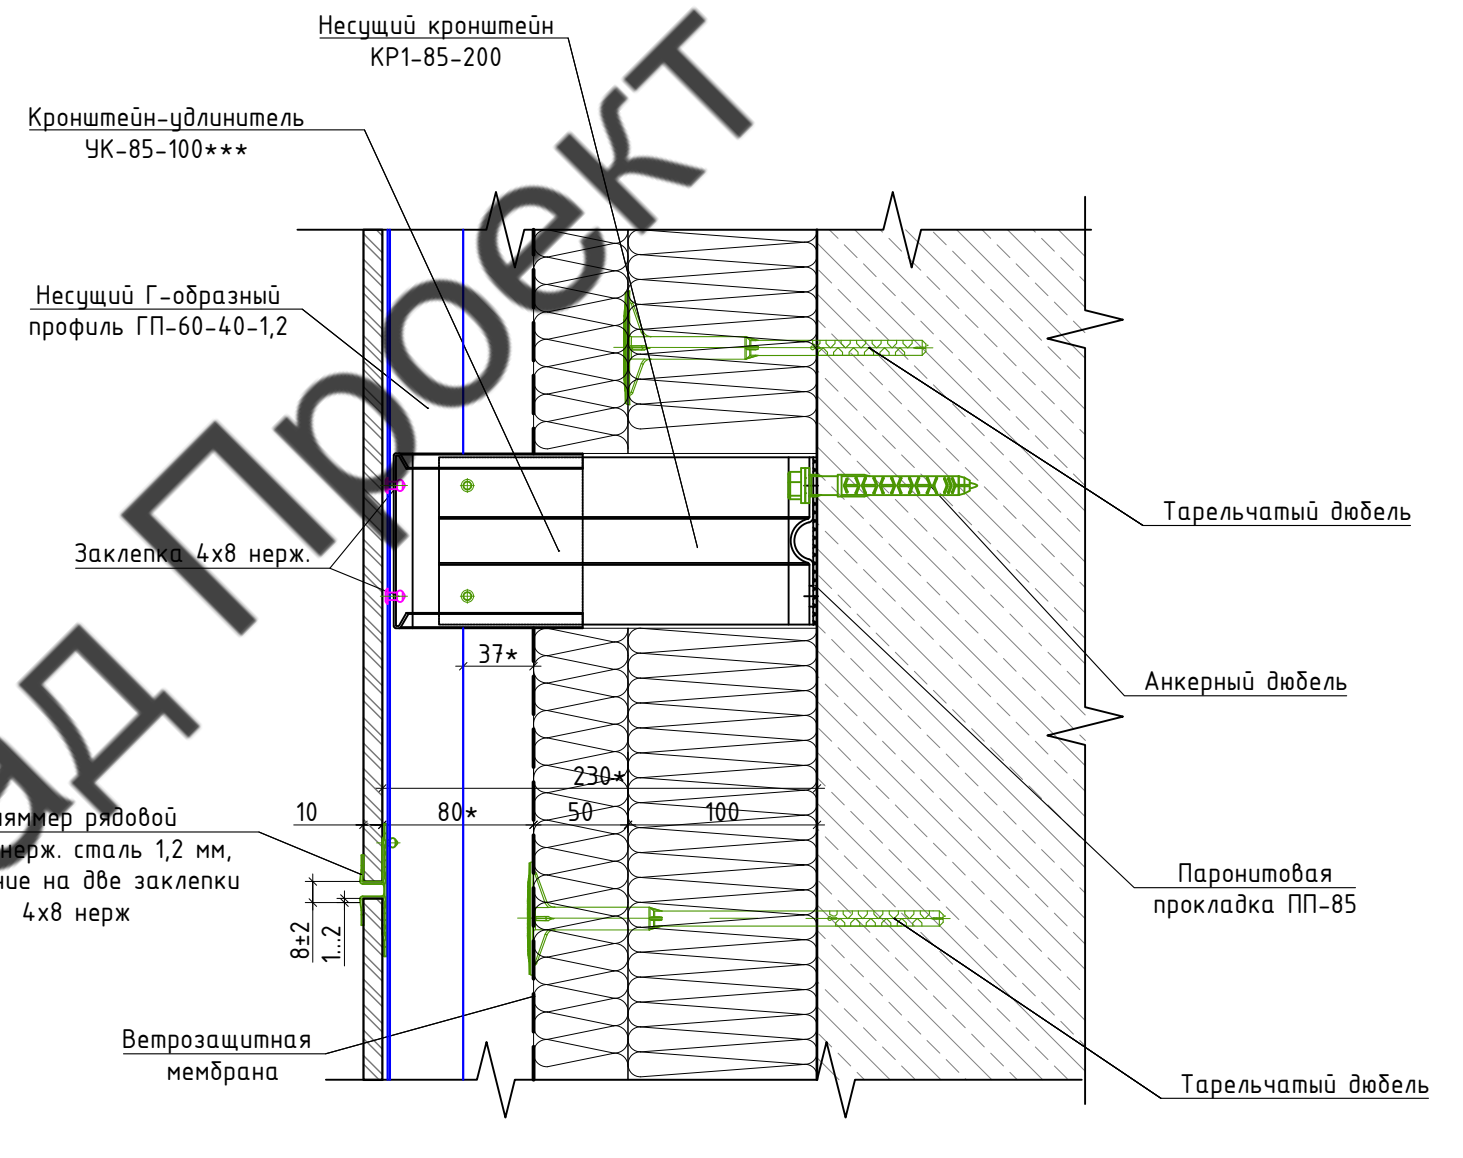 Несущий кронштейн
КР1-85-200
Кронштейн-удлинитель
УК-85-100***
Несущий Г-образный
профиль ГП-60-40-1,2
Заклепка 4х8 нерж.
Тарельчатый дюбель
Анкерный дюбель
37*
230*
10
80*
50
100
рядовой
нерж. сталь 1,2 мм,
на две заклепки
4х8 нерж
8±2
1...2
Паронитовая
прокладка ПП-85
Ветрозащитная
мембрана
Тарельчатый дюбель
Проект